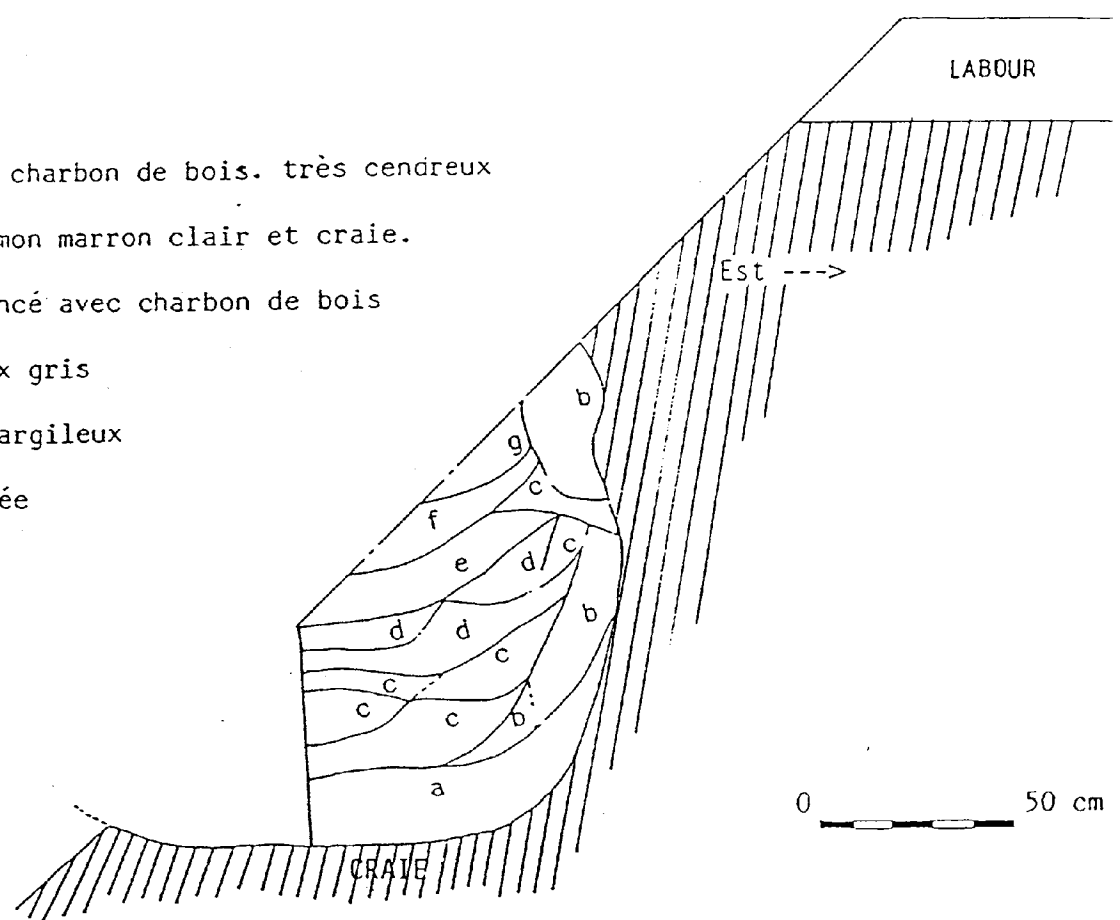 LABOUR
charbon de bois. très cendreux
mon marron clair et craie.
ncé avec charbon de bois
Est --->
x gris
argileux
ée
b
g
c
f
c
e
d
b
d
d
c
c
c
c
b
a
0 50 cm
CRAIE